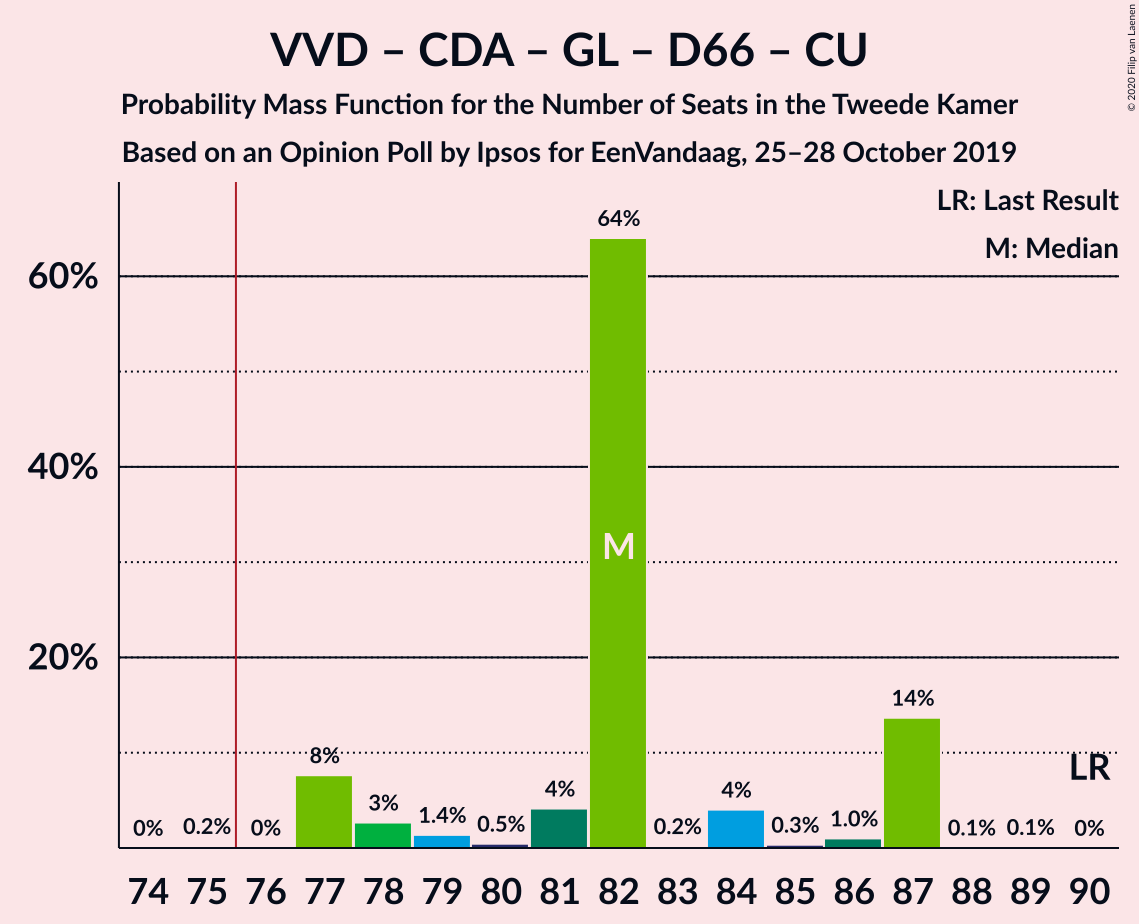 VVD – CDA – GL – D66 – CU
Probability Mass Function for the Number of Seats in the Tweede Kamer
Based on an Opinion Poll by Ipsos for EenVandaag, 25–28 October 2019
© 2020 Filip van Laenen
LR: Last Result
M: Median
60%
40%
20%
0%
0.2%
0%
8%
3%
1.4%
0.5%
4%
64%
0.2%
4%
0.3%
1.0%
14%
0.1%
0.1%
0%
M
LR
74 75 76 77 78 79 80 81 82 83 84 85 86 87 88 89 90